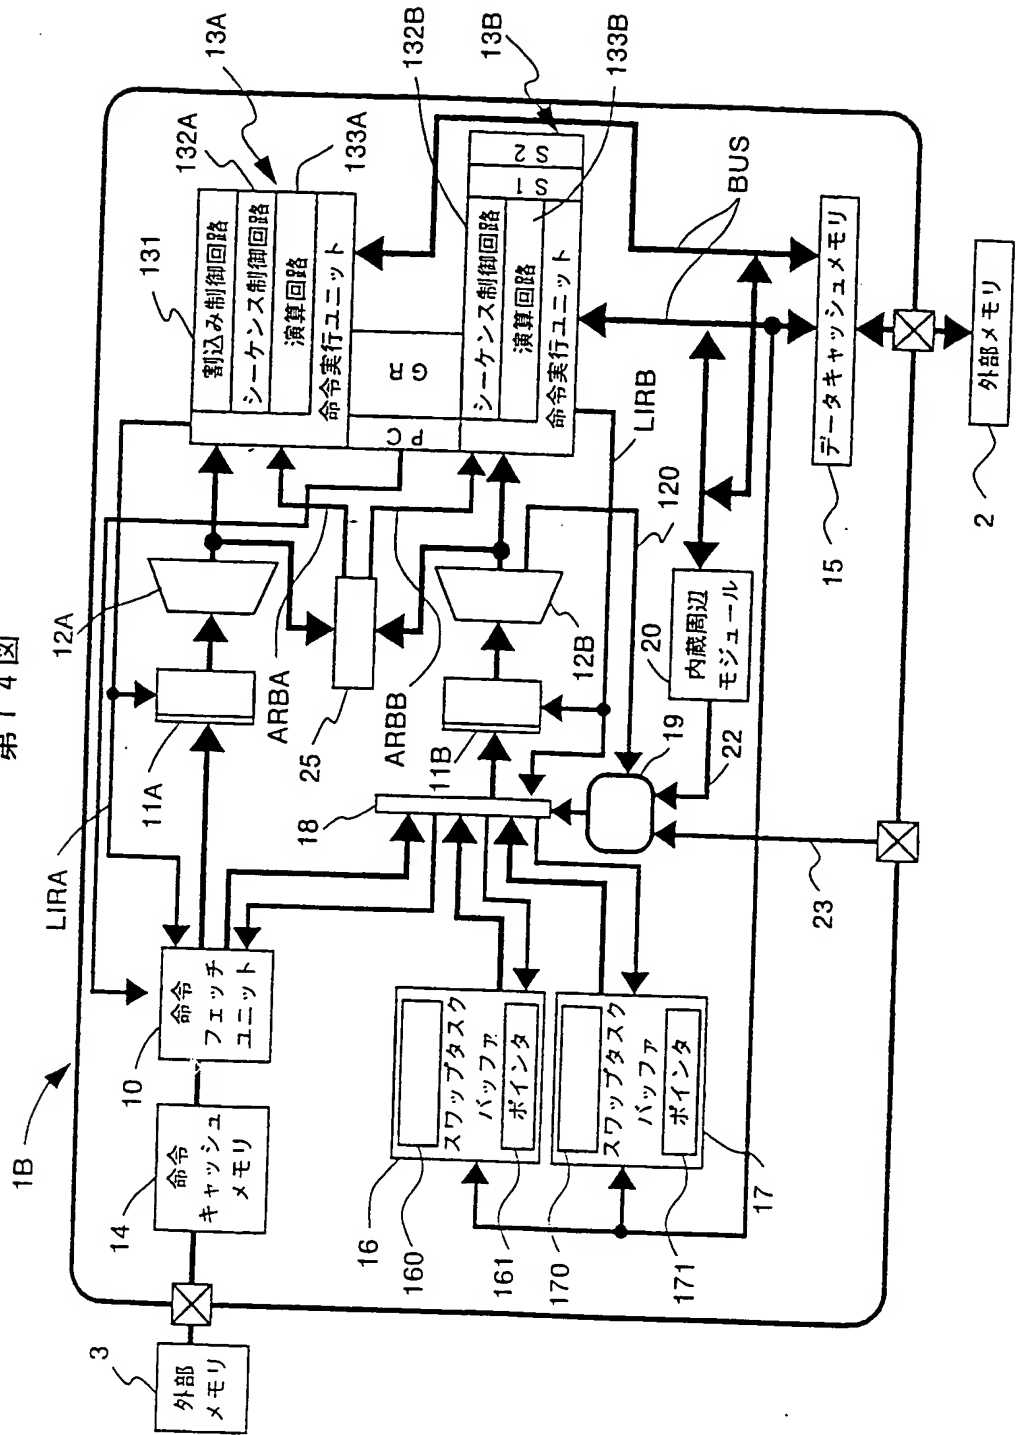 第14図
1B
3
外部
メモリ
14
命令
キャッシュ
メモリ
10
命令
フェッチ
ユニット
LIRA
11A
12A
ARBA
25
ARBB
11B
12B
18
19
22
23
20
内蔵周辺
モジュール
120
LIRB
BUS
16
スワップタスク
バッファ
ポインタ
160
161
17
スワップタスク
バッファ
ポインタ
170
171
131
割込み制御回路
シーケンス制御回路
演算回路
命令実行ユニット
132A
13A
133A
PC
GR
シーケンス制御回路
演算回路
命令実行ユニット
S1
S2
132B
13B
133B
15
データキャッシュメモリ
2
外部メモリ